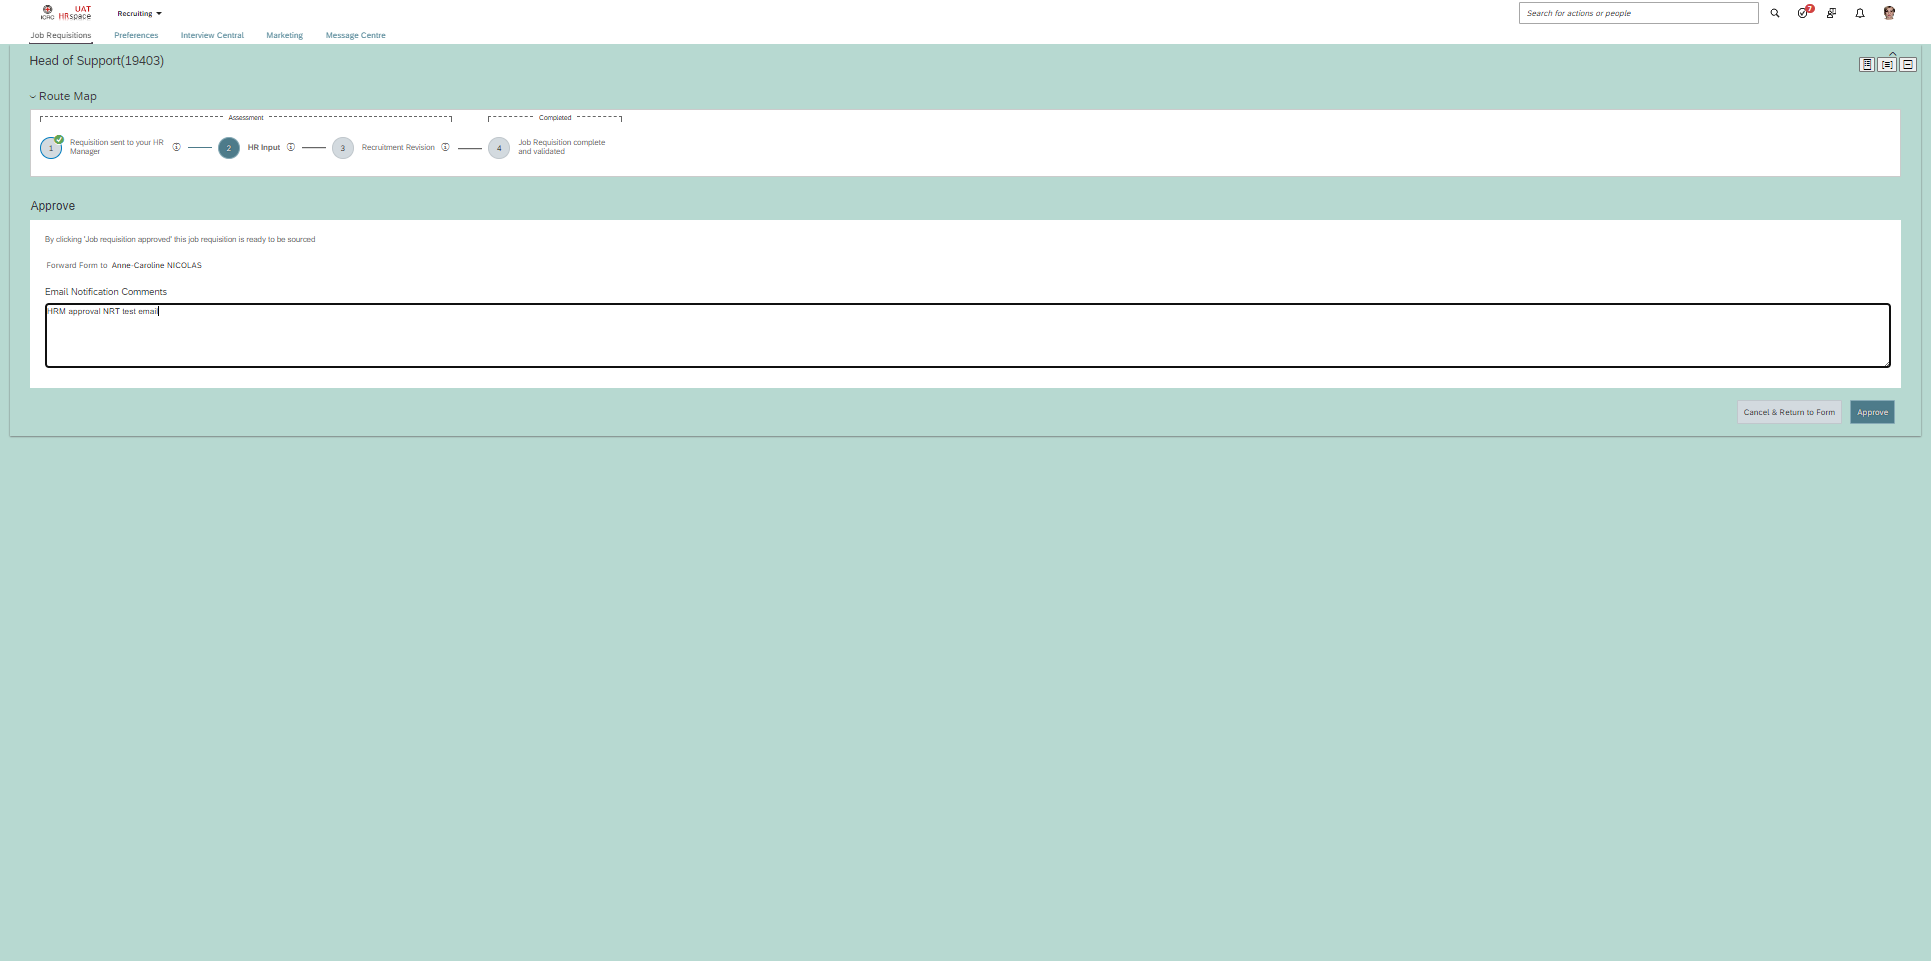 UAT
ICRC HRspace
Recruiting
Search for actions or people
7
Job Requisitions
Preferences
Interview Central
Marketing
Message Centre
Head of Support(19403)
Route Map
Assessment
Completed
1
Requisition sent to your HR
Manager
2
HR Input
3
Recruitment Revision
4
Job Requisition complete
and validated
Approve
By clicking 'Job requisition approved' this job requisition is ready to be sourced
Forward Form to Anne-Caroline NICOLAS
Email Notification Comments
HRM approval NRT test email
Cancel & Return to Form
Approve